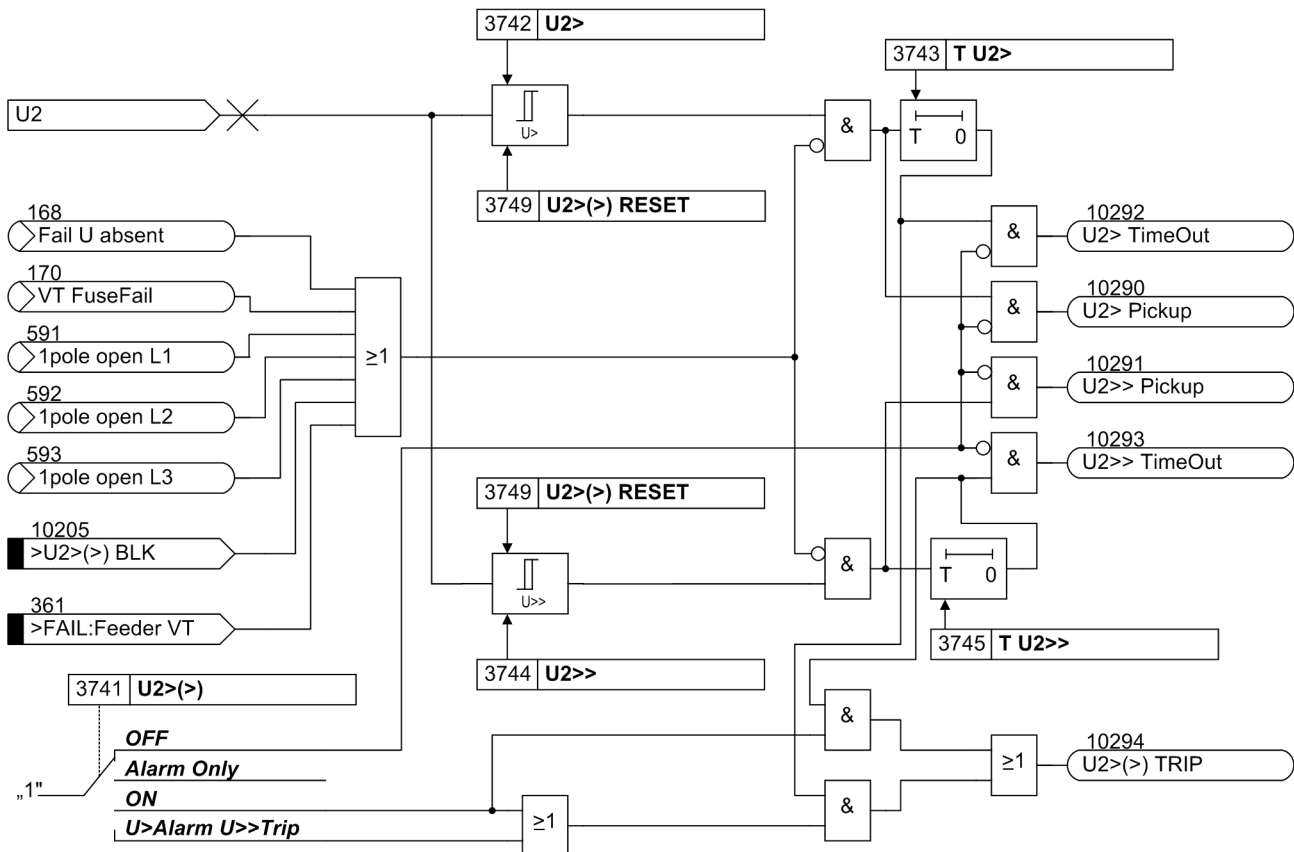 3742 U2>
3743 T U2>
U2
U>
&
T 0
3749 U2>(>) RESET
168
Fail U absent
10292
& U2> TimeOut
170
VT FuseFail
10290
& U2> Pickup
591
1pole open L1
≥1
10291
& U2>> Pickup
592
1pole open L2
10293
& U2>> TimeOut
593
1pole open L3
3749 U2>(>) RESET
10205
>U2>(>) BLK
U>>
&
T 0
361
>FAIL:Feeder VT
3745 T U2>>
3744 U2>>
3741 U2>(>)
&
OFF
10294
≥1 U2>(>) TRIP
Alarm Only
„1"
ON
&
U>Alarm U>>Trip
≥1